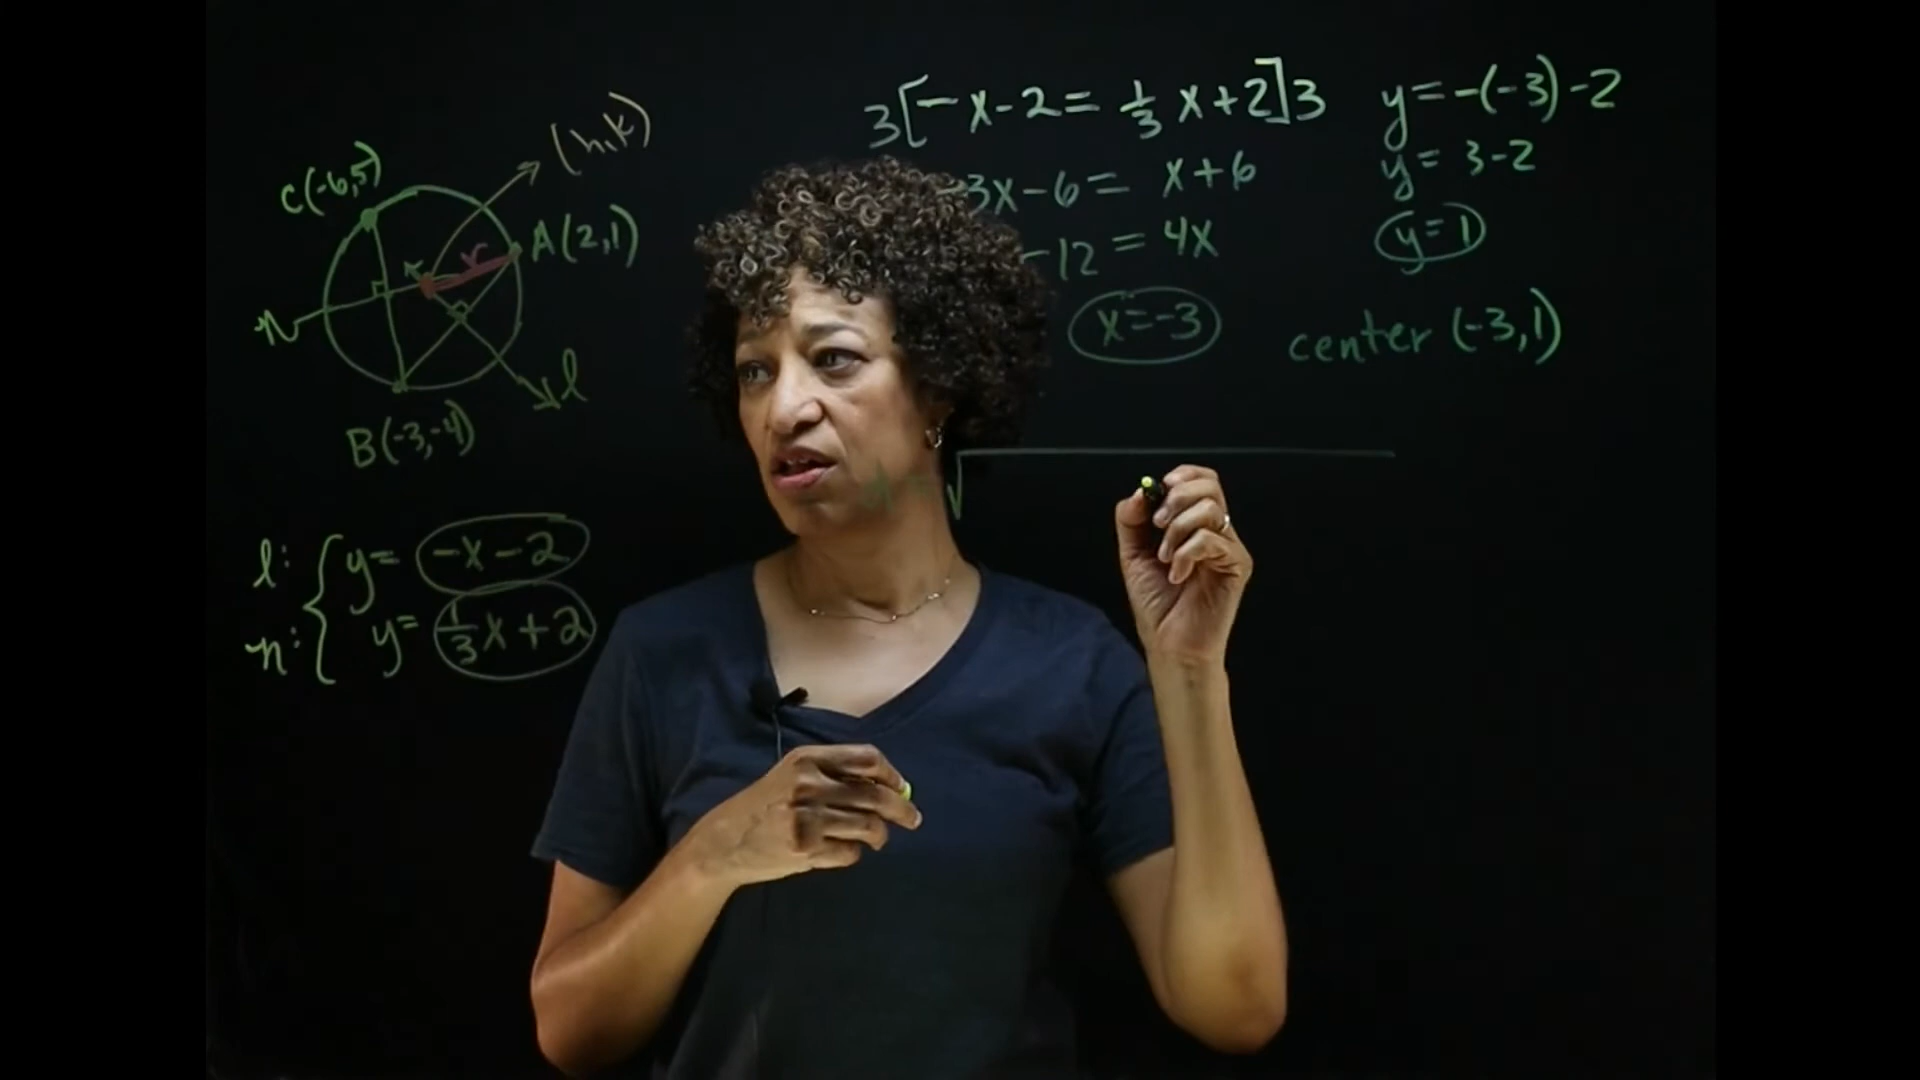 (h,k)
C(-6,5)
A(2,1)
r r
n
l
B(-3,-4)
l: { y= -x-2
n: y= 1/3 x+2
3[-x-2= 1/3 x+2]3
-3x-6= x+6
-12 = 4x
x=-3
y=-(-3)-2
y= 3-2
y=1
center (-3,1)
d = √